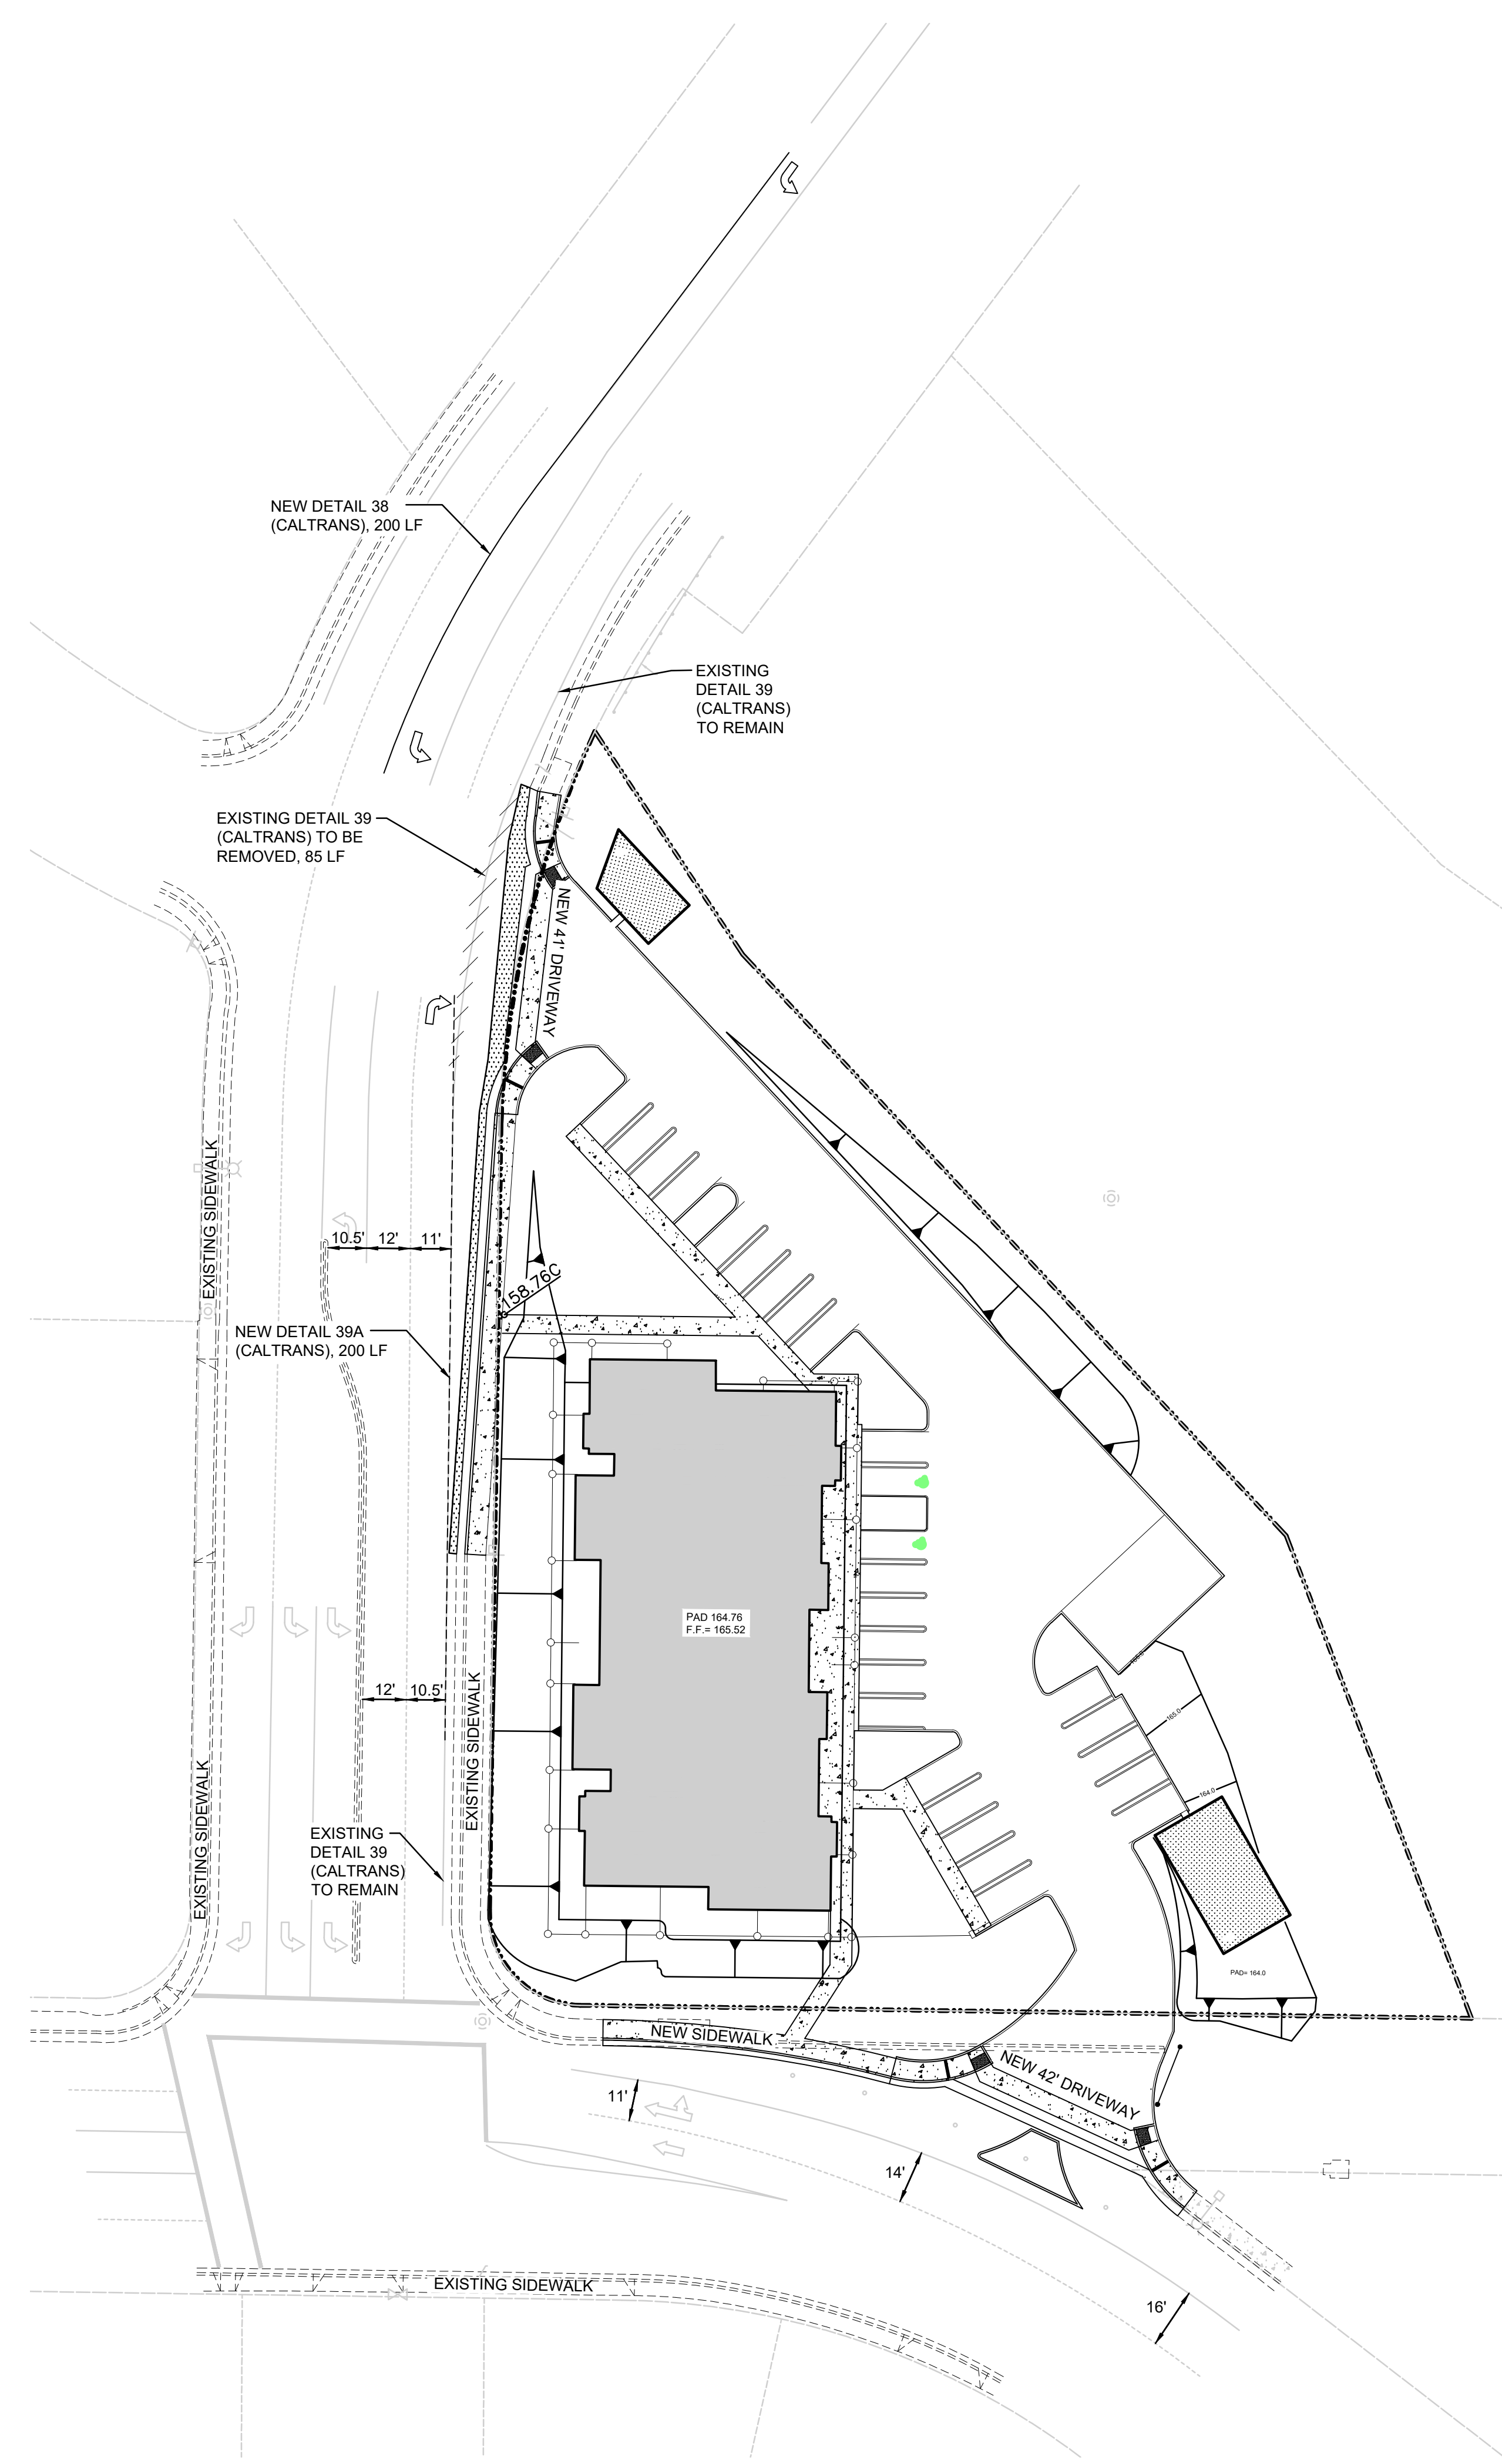 NEW DETAIL 38
(CALTRANS), 200 LF
EXISTING
DETAIL 39
(CALTRANS)
TO REMAIN
EXISTING DETAIL 39
(CALTRANS) TO BE
REMOVED, 85 LF
NEW 41' DRIVEWAY
EXISTING SIDEWALK
10.5'
12'
11'
158.76C
NEW DETAIL 39A
(CALTRANS), 200 LF
PAD 164.76
F.F.= 165.52
12'
10.5'
EXISTING SIDEWALK
EXISTING SIDEWALK
165.0
164.0
EXISTING
DETAIL 39
(CALTRANS)
TO REMAIN
PAD= 164.0
NEW SIDEWALK
NEW 42' DRIVEWAY
11'
14'
16'
EXISTING SIDEWALK